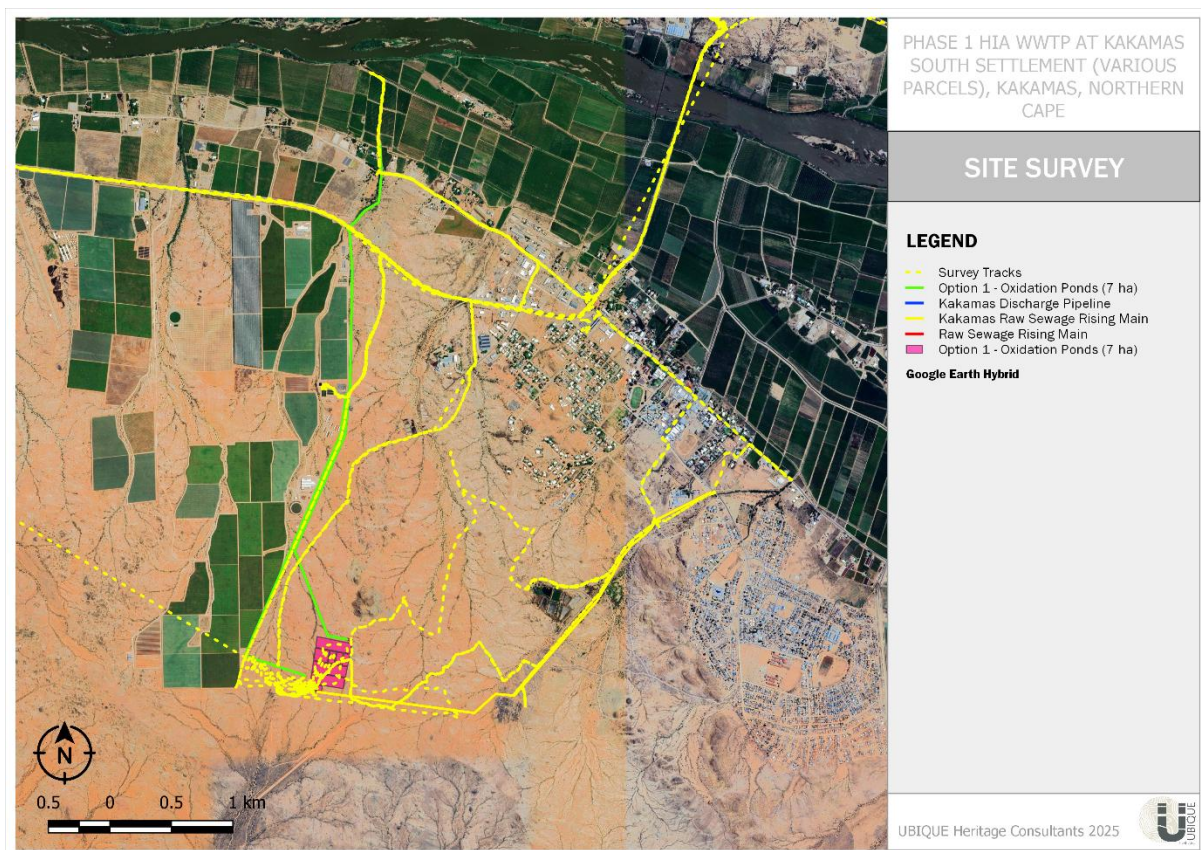 PHASE 1 HIA WWTP AT KAKAMAS
SOUTH SETTLEMENT (VARIOUS
PARCELS), KAKAMAS, NORTHERN
CAPE
SITE SURVEY
LEGEND
Survey Tracks
Option 1 - Oxidation Ponds (7 ha)
Kakamas Discharge Pipeline
Kakamas Raw Sewage Rising Main
Raw Sewage Rising Main
Option 1 - Oxidation Ponds (7 ha)
Google Earth Hybrid
N
0.5 0 0.5 1 km
UBIQUE Heritage Consultants 2025
UBIQUE